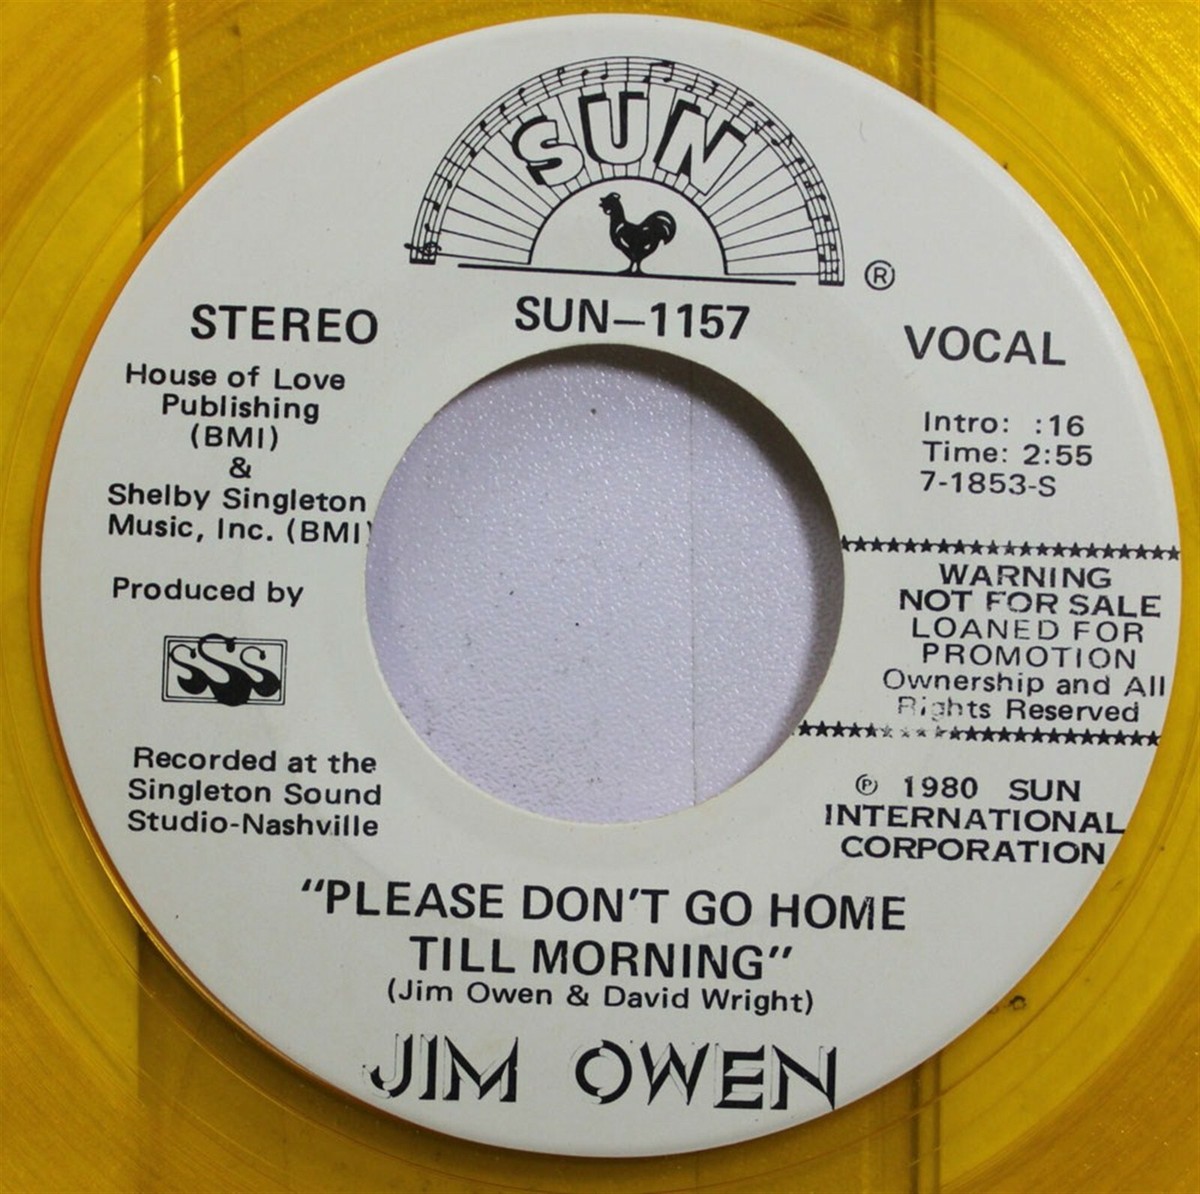 SUN
®
SUN-1157
STEREO
VOCAL
House of Love
Publishing
(BMI)
&
Shelby Singleton
Music, Inc. (BMI)
Intro: :16
Time: 2:55
7-1853-S
Produced by
SSS
Recorded at the
Singleton Sound
Studio-Nashville
WARNING
NOT FOR SALE
LOANED FOR
PROMOTION
Ownership and All
Rights Reserved
℗ 1980 SUN
INTERNATIONAL
CORPORATION
"PLEASE DON'T GO HOME
TILL MORNING"
(Jim Owen & David Wright)
JIM OWEN